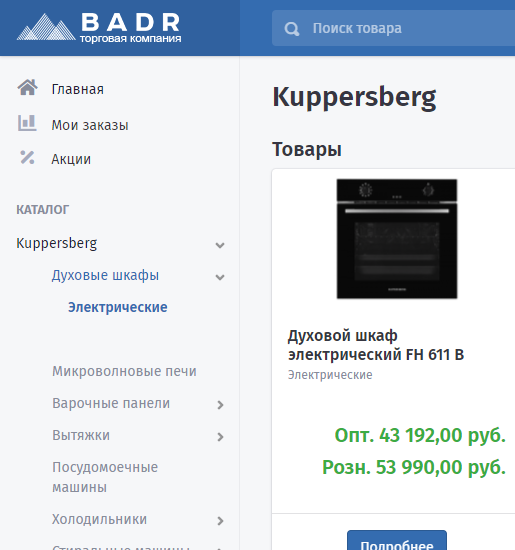 BADR
торговая компания
Поиск товара
Главная
Мои заказы
Акции
КАТАЛОГ
Kuppersberg
Духовые шкафы
Электрические
Микроволновые печи
Варочные панели
Вытяжки
Посудомоечные
машины
Холодильники
Стиральные машины
Kuppersberg
Товары
Духовой шкаф
электрический FH 611 B
Электрические
Опт. 43 192,00 руб.
Розн. 53 990,00 руб.
Подробнее